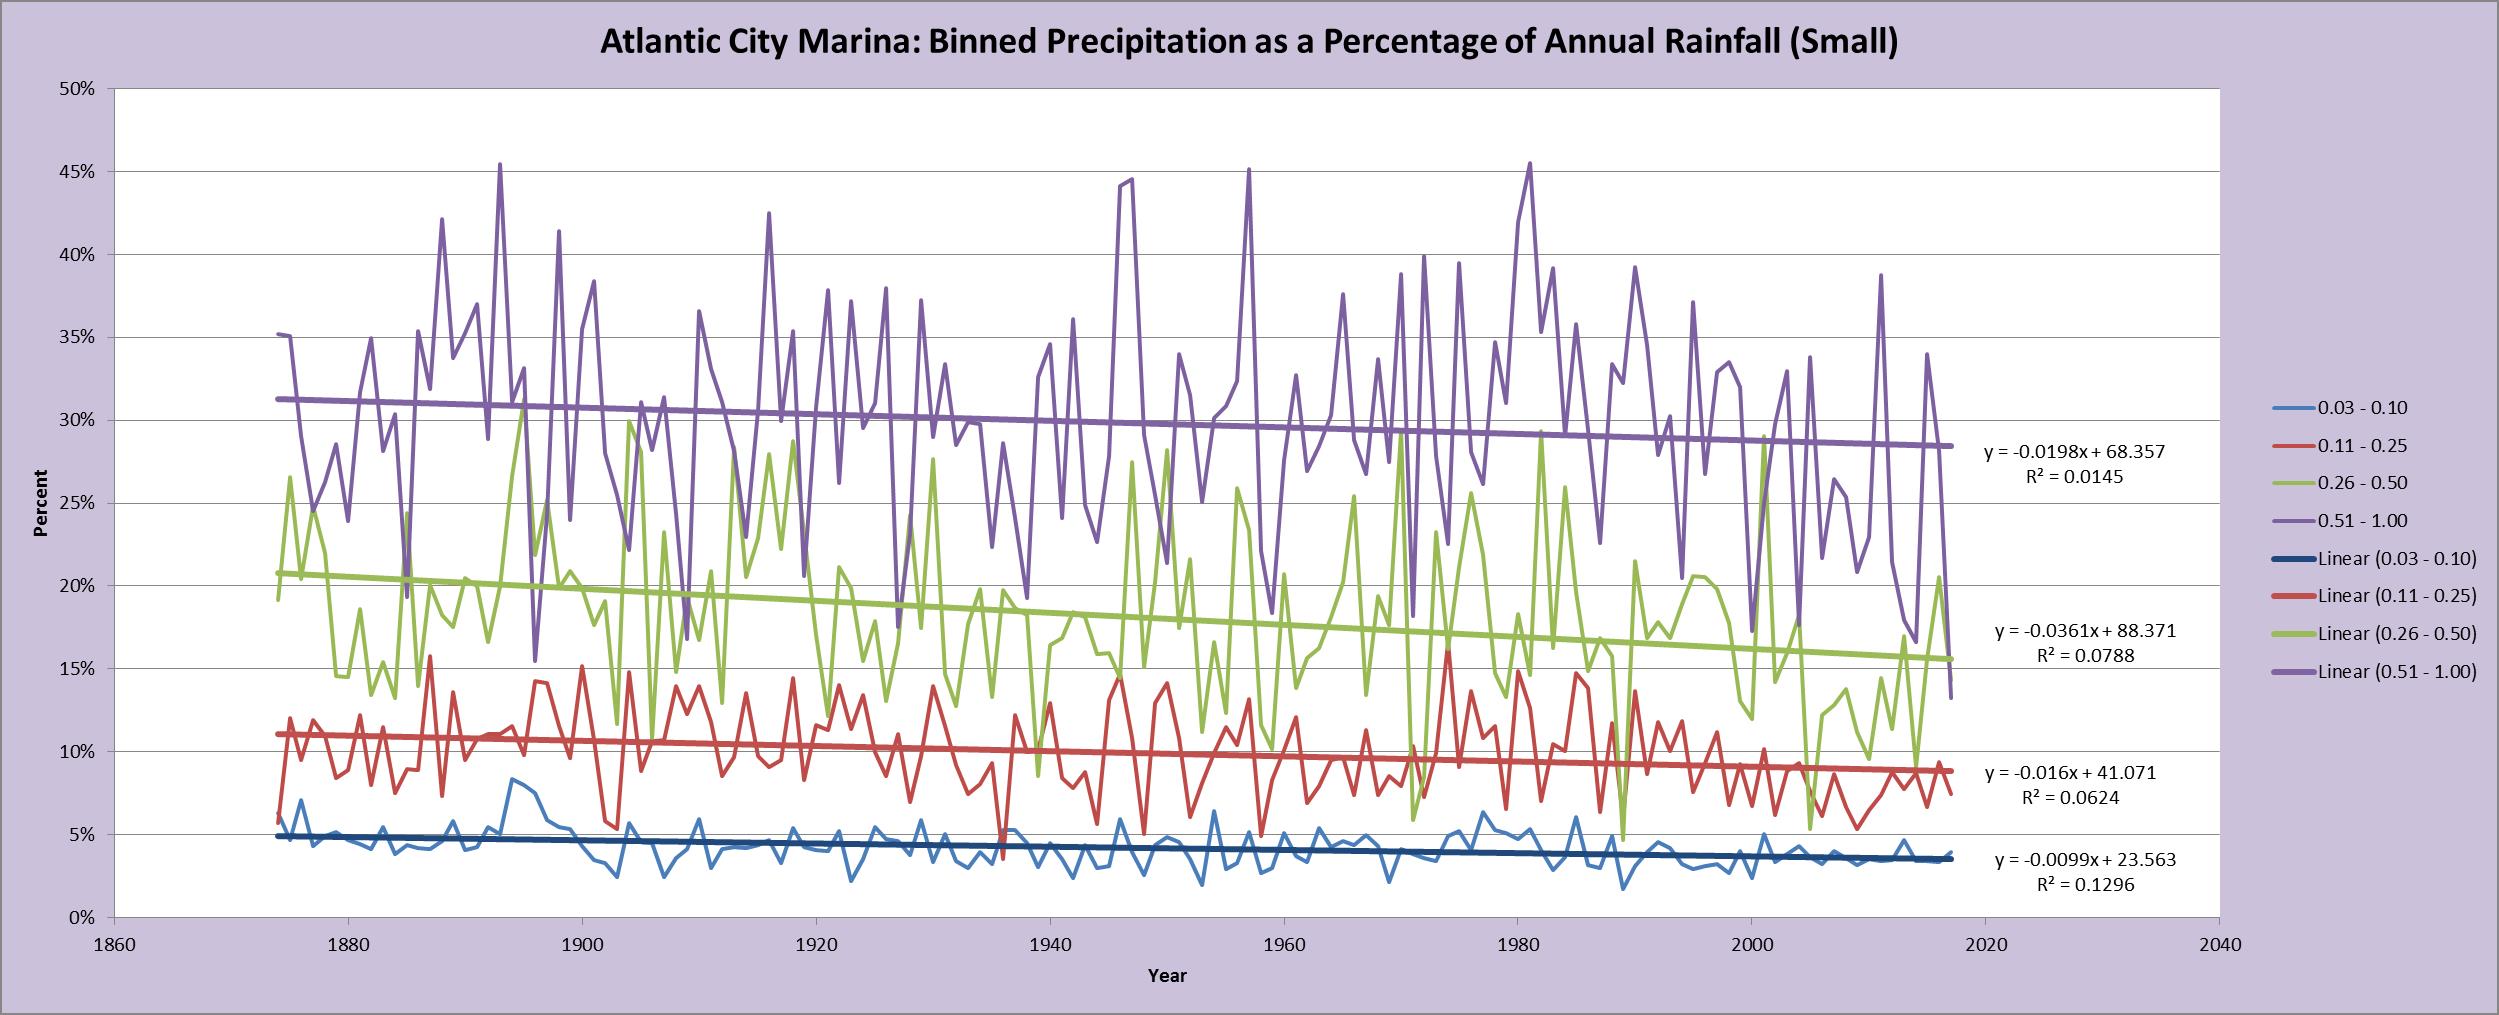 Atlantic City Marina: Binned Precipitation as a Percentage of Annual Rainfall (Small)
50%
45%
40%
35%
30%
25%
20%
15%
10%
5%
0%
Percent
1860
1880
1900
1920
1940
1960
1980
2000
2020
2040
Year
y = -0.0198x + 68.357
R² = 0.0145
y = -0.0361x + 88.371
R² = 0.0788
y = -0.016x + 41.071
R² = 0.0624
y = -0.0099x + 23.563
R² = 0.1296
0.03 - 0.10
0.11 - 0.25
0.26 - 0.50
0.51 - 1.00
Linear (0.03 - 0.10)
Linear (0.11 - 0.25)
Linear (0.26 - 0.50)
Linear (0.51 - 1.00)